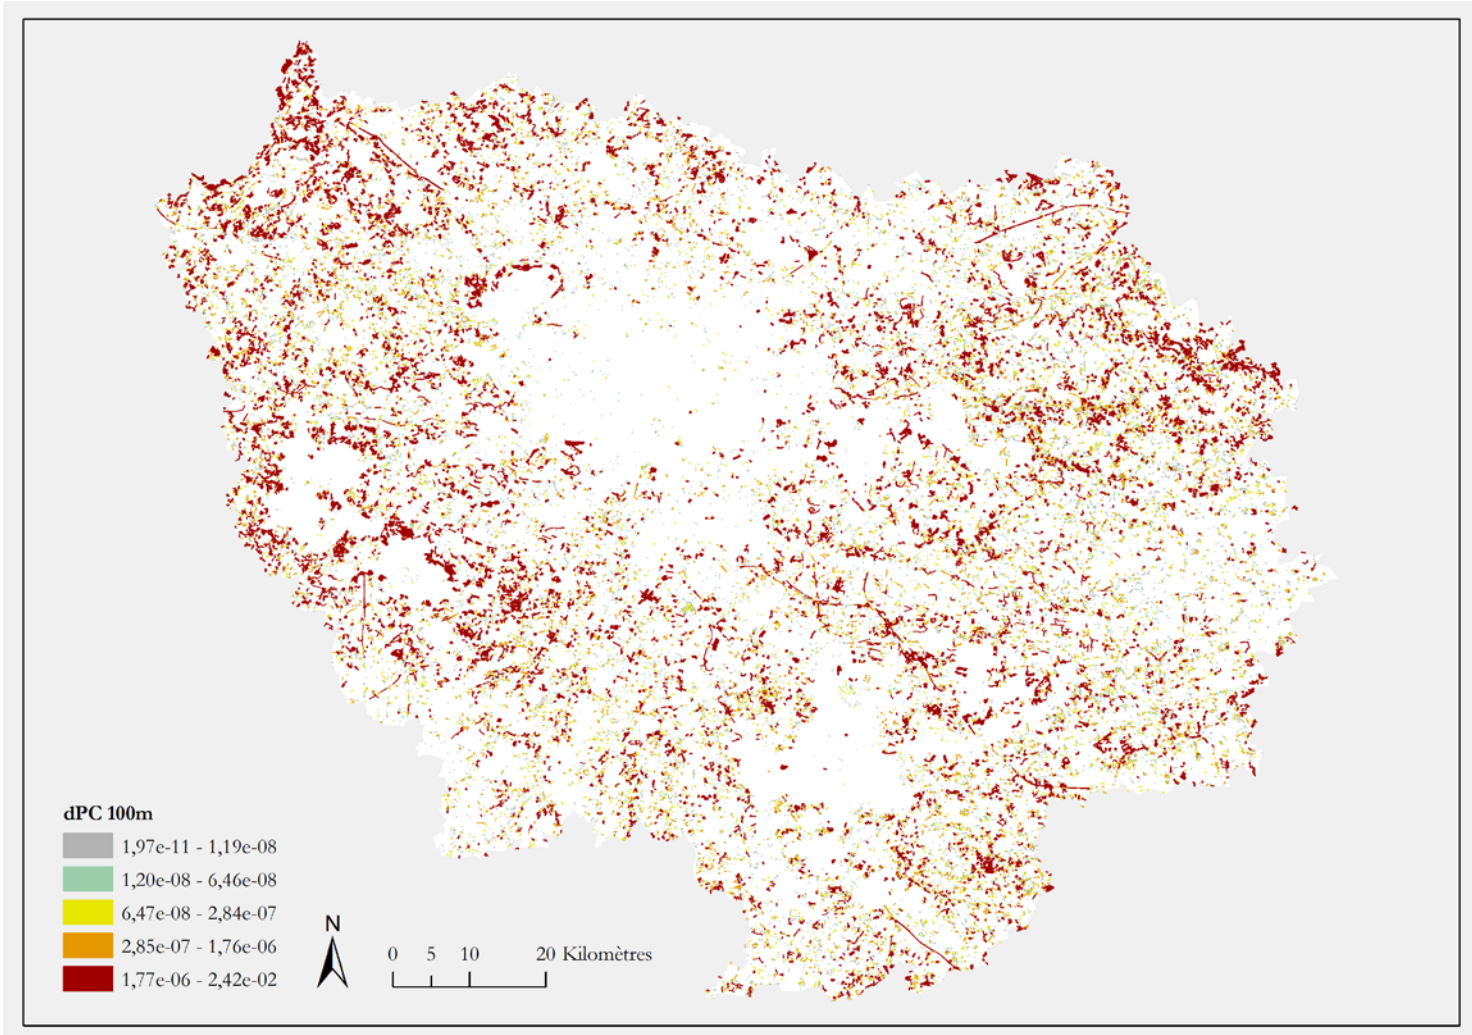 dPC 100m
1,97e-11 - 1,19e-08
1,20e-08 - 6,46e-08
6,47e-08 - 2,84e-07
2,85e-07 - 1,76e-06
1,77e-06 - 2,42e-02
N
0 5 10 20 Kilomètres